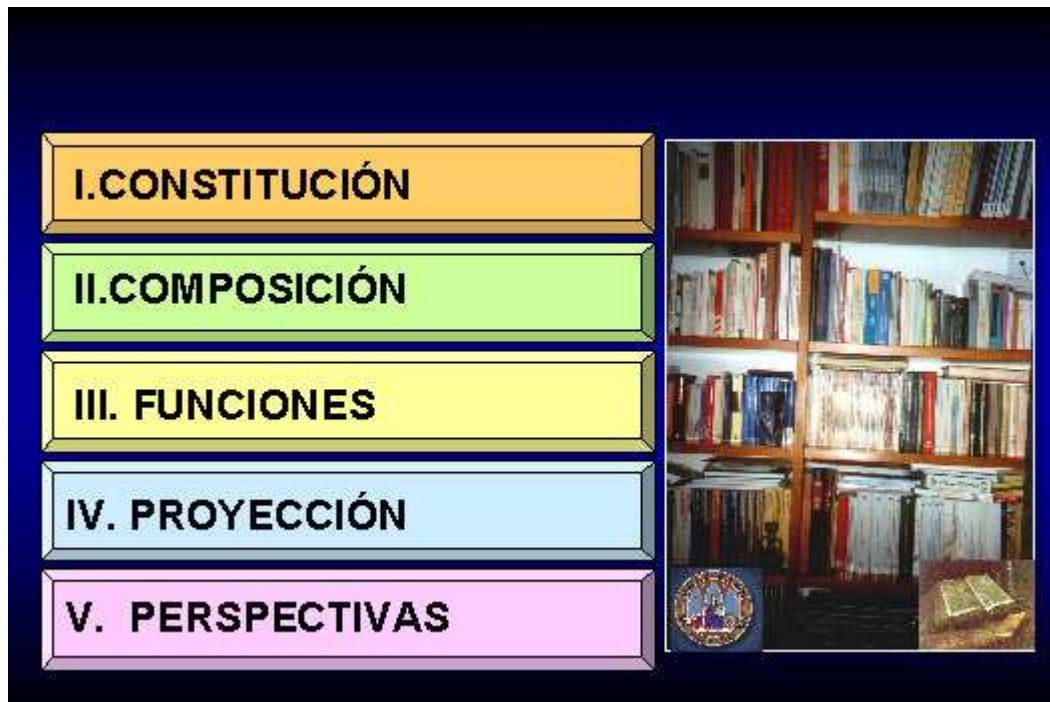 I.CONSTITUCIÓN
II.COMPOSICIÓN
III. FUNCIONES
IV. PROYECCIÓN
V. PERSPECTIVAS